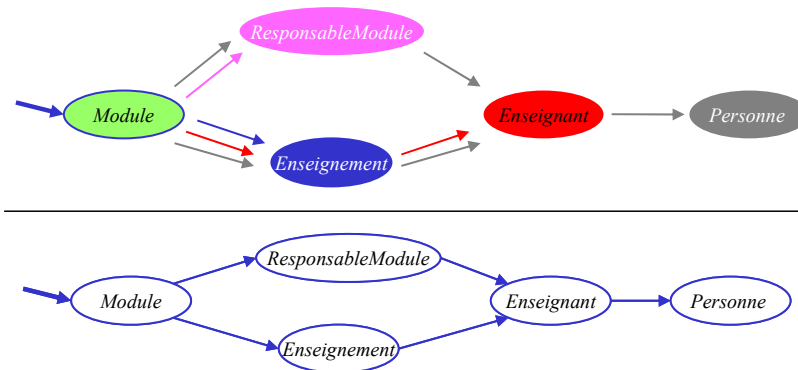 ResponsableModule
Module
Enseignant
Personne
Enseignement
ResponsableModule
Module
Enseignant
Personne
Enseignement